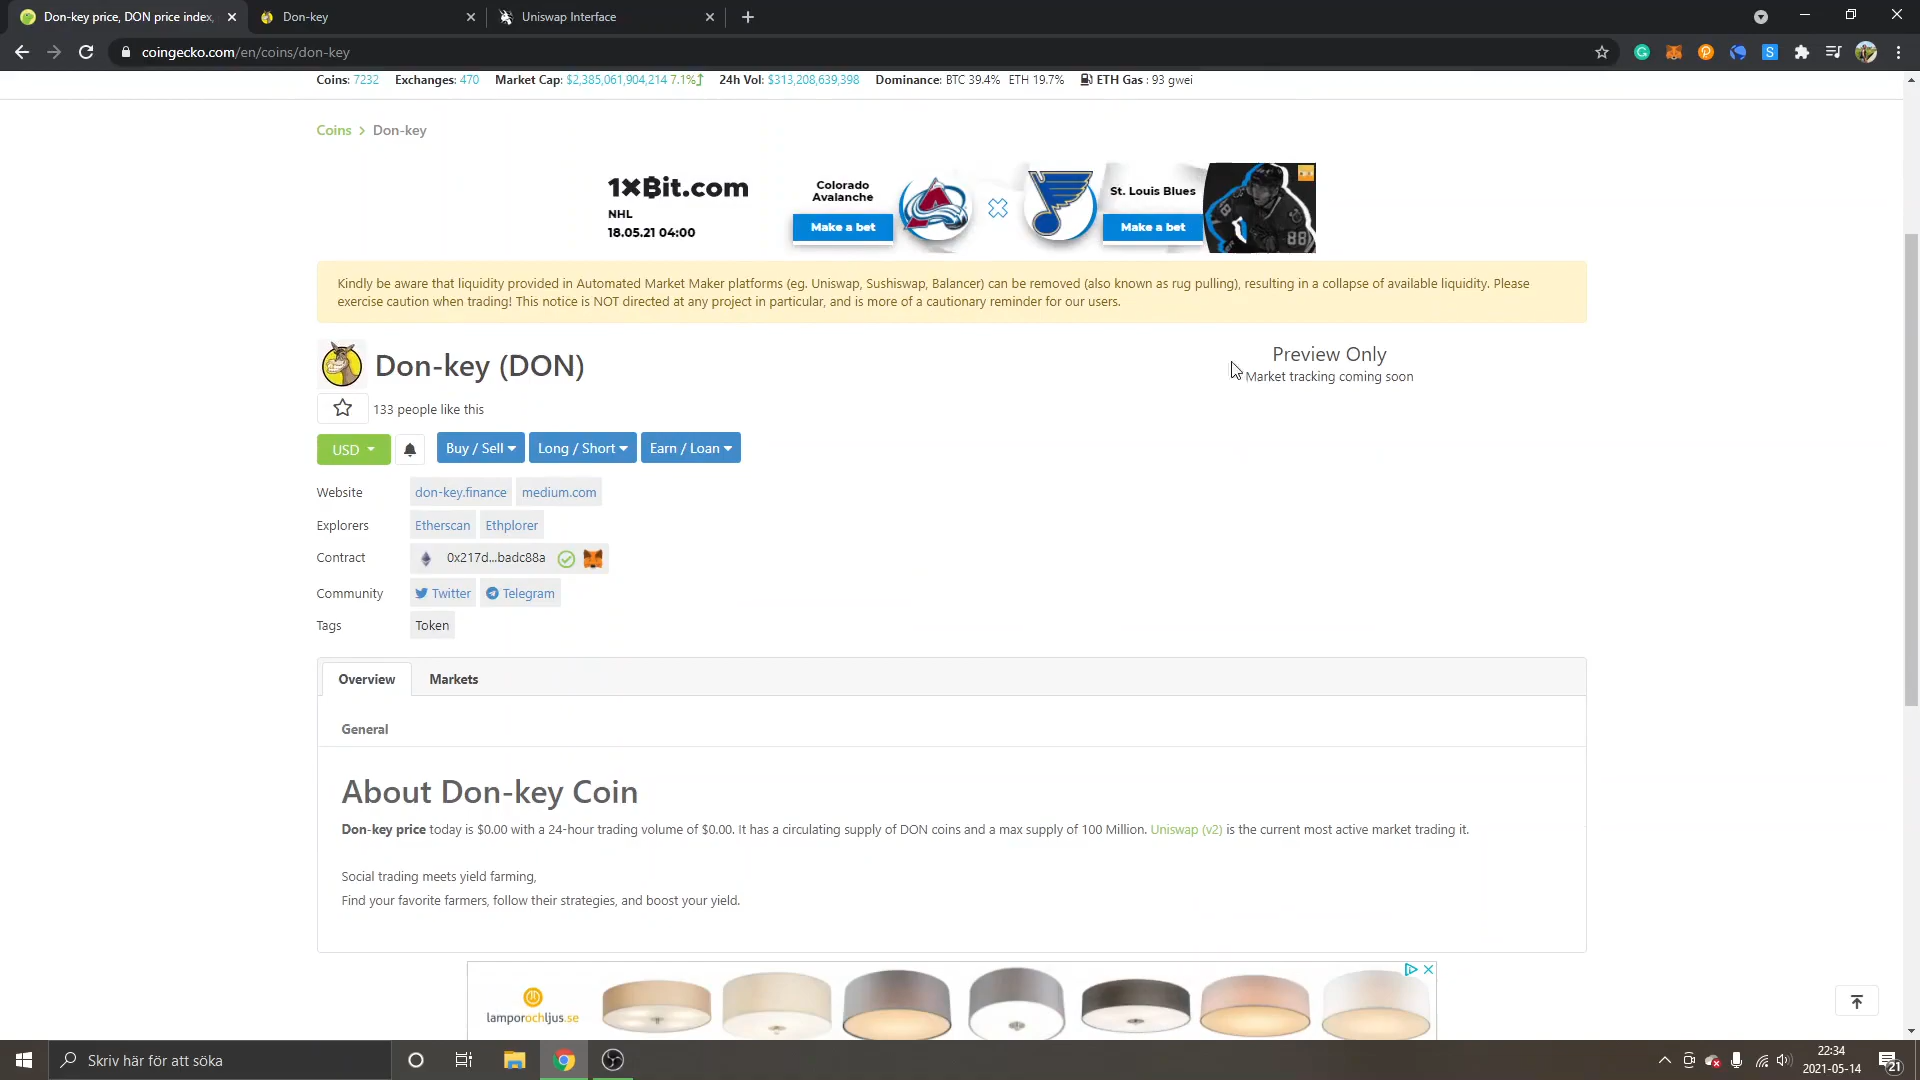 Don-key price, DON price index,
Don-key
Uniswap Interface
coingecko.com/en/coins/don-key
Coins: 7232 Exchanges: 470 Market Cap: $2,385,061,904,214 7.1% 24h Vol: $313,208,639,398 Dominance: BTC 39.4% ETH 19.7% ETH Gas : 93 gwei
Coins > Don-key
1XBit.com
NHL
18.05.21 04:00
Colorado
Avalanche
Make a bet
St. Louis Blues
Make a bet
88
Kindly be aware that liquidity provided in Automated Market Maker platforms (eg. Uniswap, Sushiswap, Balancer) can be removed (also known as rug pulling), resulting in a collapse of available liquidity. Please
exercise caution when trading! This notice is NOT directed at any project in particular, and is more of a cautionary reminder for our users.
Don-key (DON)
Preview Only
Market tracking coming soon
133 people like this
USD Buy / Sell Long / Short Earn / Loan
Website don-key.finance medium.com
Explorers Etherscan Ethplorer
Contract 0x217d...badc88a
Community Twitter Telegram
Tags Token
Overview Markets
General
About Don-key Coin
Don-key price today is $0.00 with a 24-hour trading volume of $0.00. It has a circulating supply of DON coins and a max supply of 100 Million. Uniswap (v2) is the current most active market trading it.
Social trading meets yield farming,
Find your favorite farmers, follow their strategies, and boost your yield.
lamporochljus.se
Skriv här för att söka
22:34
2021-05-14
21